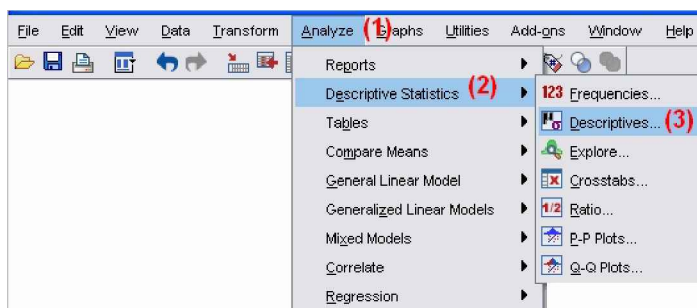 File Edit View Data Transform Analyze (1) Graphs Utilities Add-ons Window Help
Reports
Descriptive Statistics (2)
Tables
Compare Means
General Linear Model
Generalized Linear Models
Mixed Models
Correlate
Regression
123 Frequencies...
Descriptives... (3)
Explore...
Crosstabs...
1/2 Ratio...
P-P Plots...
Q-Q Plots...